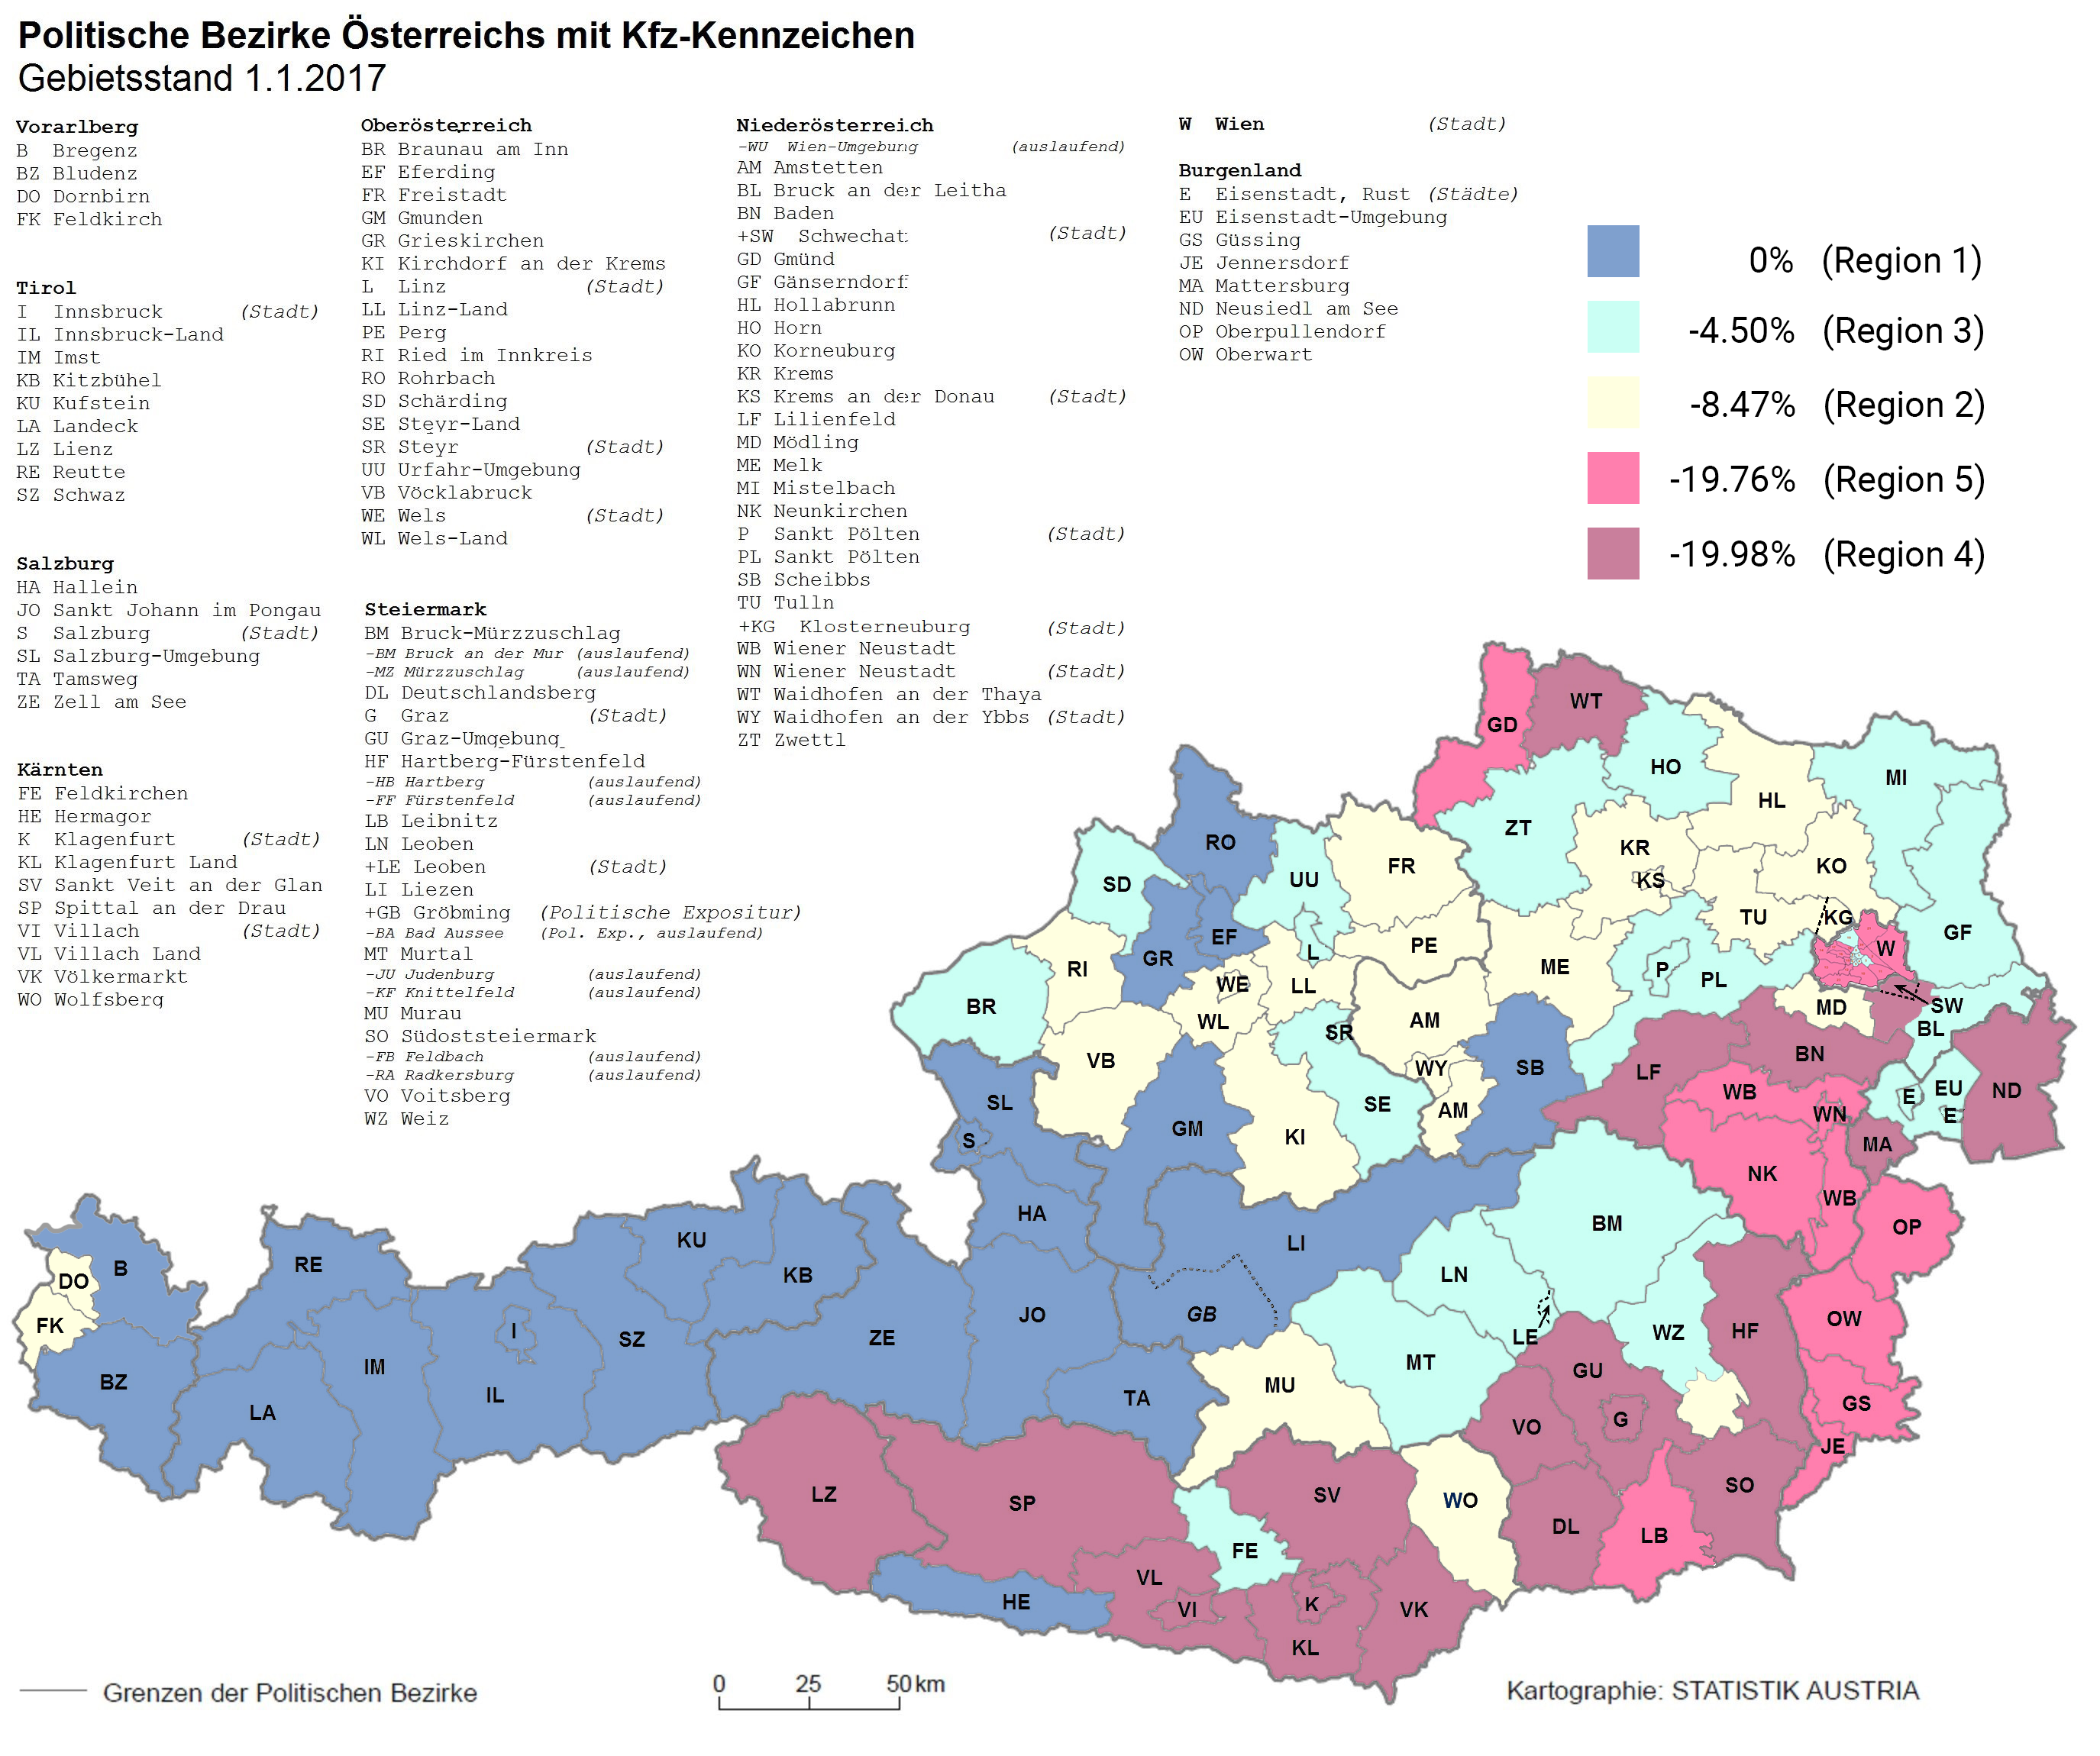 Politische Bezirke Österreichs mit Kfz-Kennzeichen
Gebietsstand 1.1.2017
Vorarlberg
B Bregenz
BZ Bludenz
DO Dornbirn
FK Feldkirch
Tirol
I Innsbruck (Stadt)
IL Innsbruck-Land
IM Imst
KB Kitzbühel
KU Kufstein
LA Landeck
LZ Lienz
RE Reutte
SZ Schwaz
Salzburg
HA Hallein
JO Sankt Johann im Pongau
S Salzburg (Stadt)
SL Salzburg-Umgebung
TA Tamsweg
ZE Zell am See
Kärnten
FE Feldkirchen
HE Hermagor
K Klagenfurt (Stadt)
KL Klagenfurt Land
SV Sankt Veit an der Glan
SP Spittal an der Drau
VI Villach (Stadt)
VL Villach Land
VK Völkermarkt
WO Wolfsberg
Oberösterreich
BR Braunau am Inn
EF Eferding
FR Freistadt
GM Gmunden
GR Grieskirchen
KI Kirchdorf an der Krems
L Linz (Stadt)
LL Linz-Land
PE Perg
RI Ried im Innkreis
RO Rohrbach
SD Schärding
SE Steyr-Land
SR Steyr (Stadt)
UU Urfahr-Umgebung
VB Vöcklabruck
WE Wels (Stadt)
WL Wels-Land
Steiermark
BM Bruck-Mürzzuschlag
-BM Bruck an der Mur (auslaufend)
-MZ Mürzzuschlag (auslaufend)
DL Deutschlandsberg
G Graz (Stadt)
GU Graz-Umgebung
HF Hartberg-Fürstenfeld
-HB Hartberg (auslaufend)
-FF Fürstenfeld (auslaufend)
LB Leibnitz
LN Leoben
+LE Leoben (Stadt)
LI Liezen
+GB Gröbming (Politische Expositur)
-BA Bad Aussee (Pol. Exp., auslaufend)
MT Murtal
-JU Judenburg (auslaufend)
-KF Knittelfeld (auslaufend)
MU Murau
SO Südoststeiermark
-FB Feldbach (auslaufend)
-RA Radkersburg (auslaufend)
VO Voitsberg
WZ Weiz
Niederösterreich
-WU Wien-Umgebung (auslaufend)
AM Amstetten
BL Bruck an der Leitha
BN Baden
+SW Schwechat (Stadt)
GD Gmünd
GF Gänserndorf
HL Hollabrunn
HO Horn
KO Korneuburg
KR Krems
KS Krems an der Donau (Stadt)
LF Lilienfeld
MD Mödling
ME Melk
MI Mistelbach
NK Neunkirchen
P Sankt Pölten (Stadt)
PL Sankt Pölten
SB Scheibbs
TU Tulln
+KG Klosterneuburg (Stadt)
WB Wiener Neustadt
WN Wiener Neustadt (Stadt)
WT Waidhofen an der Thaya
WY Waidhofen an der Ybbs (Stadt)
ZT Zwettl
W Wien (Stadt)
Burgenland
E Eisenstadt, Rust (Städte)
EU Eisenstadt-Umgebung
GS Güssing
JE Jennersdorf
MA Mattersburg
ND Neusiedl am See
OP Oberpullendorf
OW Oberwart
0% (Region 1)
-4.50% (Region 3)
-8.47% (Region 2)
-19.76% (Region 5)
-19.98% (Region 4)
WT
GD
HO
MI
HL
ZT
RO
KR
KO
FR
UU
SD
KS
TU
KG
GF
EF
PE
L
W
GR
RI
ME
P
PL
WE
LL
BR
MD
SW
WL
AM
SR
BL
BN
VB
WY
SB
LF
WB
EU
ND
E
SL
SE
AM
WN
E
GM
KI
S
MA
NK
WB
HA
BM
OP
KU
LI
B
RE
KB
LN
DO
JO
GB
OW
FK
I
SZ
ZE
LE
WZ
HF
MT
IM
GU
BZ
MU
IL
TA
GS
LA
G
VO
JE
LZ
SP
SV
WO
SO
DL
LB
FE
VL
HE
K
VI
VK
KL
0 25 50 km
Grenzen der Politischen Bezirke
Kartographie: STATISTIK AUSTRIA